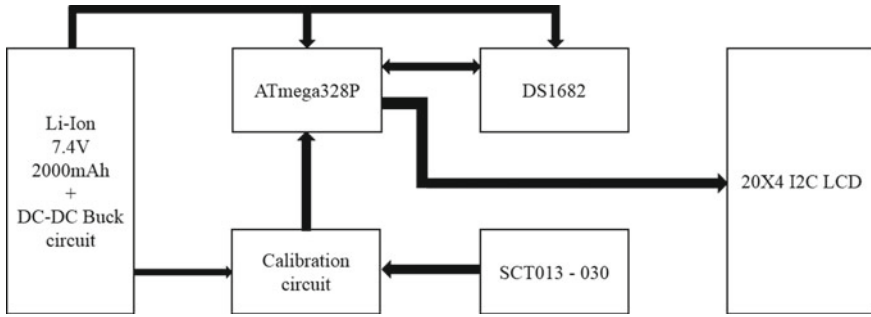 Li-Ion
7.4V
2000mAh
+
DC-DC Buck
circuit
ATmega328P
DS1682
20X4 I2C LCD
Calibration
circuit
SCT013 - 030